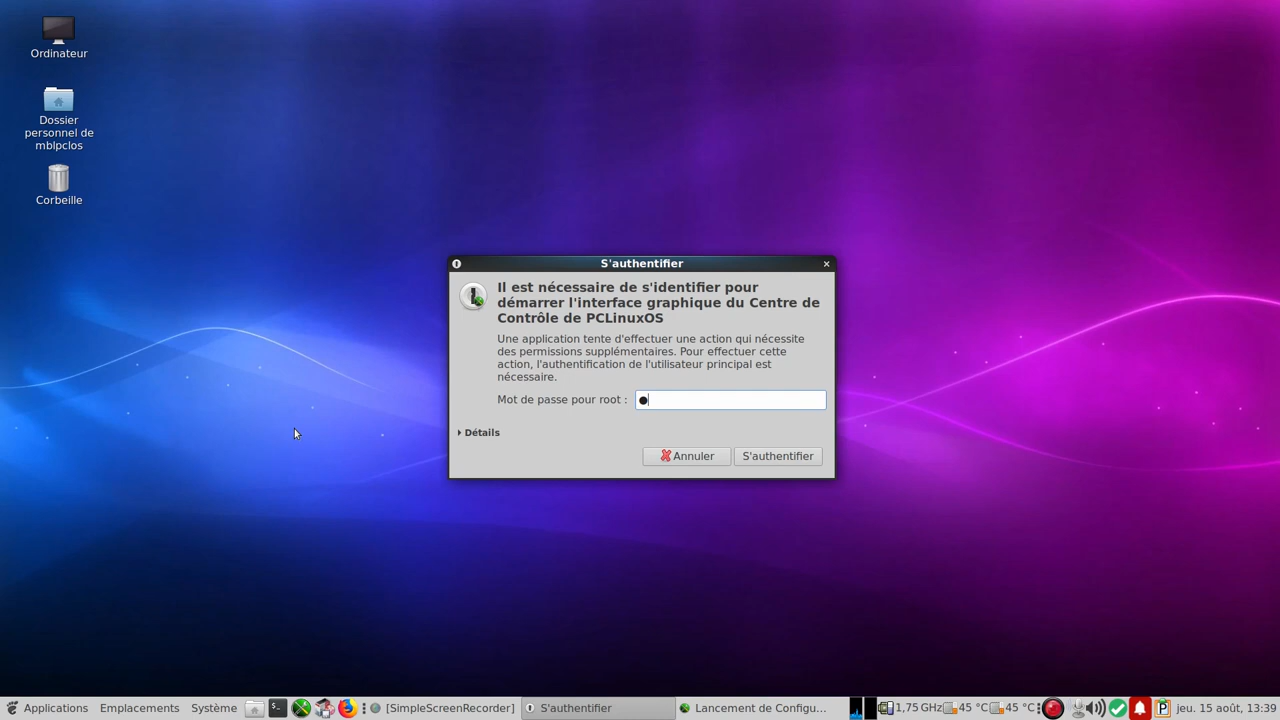 Ordinateur
Dossier
personnel de
mblpclos
Corbeille
S'authentifier
Il est nécessaire de s'identifier pour
démarrer l'interface graphique du Centre de
Contrôle de PCLinuxOS
Une application tente d'effectuer une action qui nécessite
des permissions supplémentaires. Pour effectuer cette
action, l'authentification de l'utilisateur principal est
nécessaire.
Mot de passe pour root :
Détails
Annuler S'authentifier
Applications Emplacements Système [SimpleScreenRecorder] S'authentifier Lancement de Configu... 1,75 GHz 45 °C 45 °C jeu. 15 août, 13:39